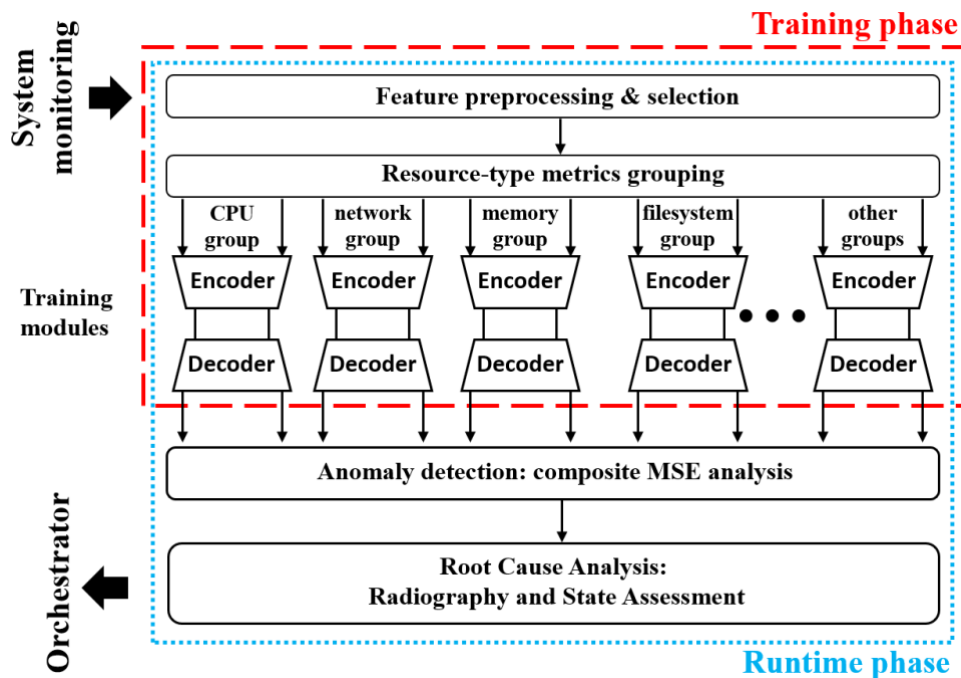 Training phase
System
monitoring
Feature preprocessing & selection
Resource-type metrics grouping
CPU
group
network
group
memory
group
filesystem
group
other
groups
Encoder
Encoder
Encoder
Encoder
Encoder
Training
modules
Decoder
Decoder
Decoder
Decoder
Decoder
Anomaly detection: composite MSE analysis
Orchestrator
Root Cause Analysis:
Radiography and State Assessment
Runtime phase